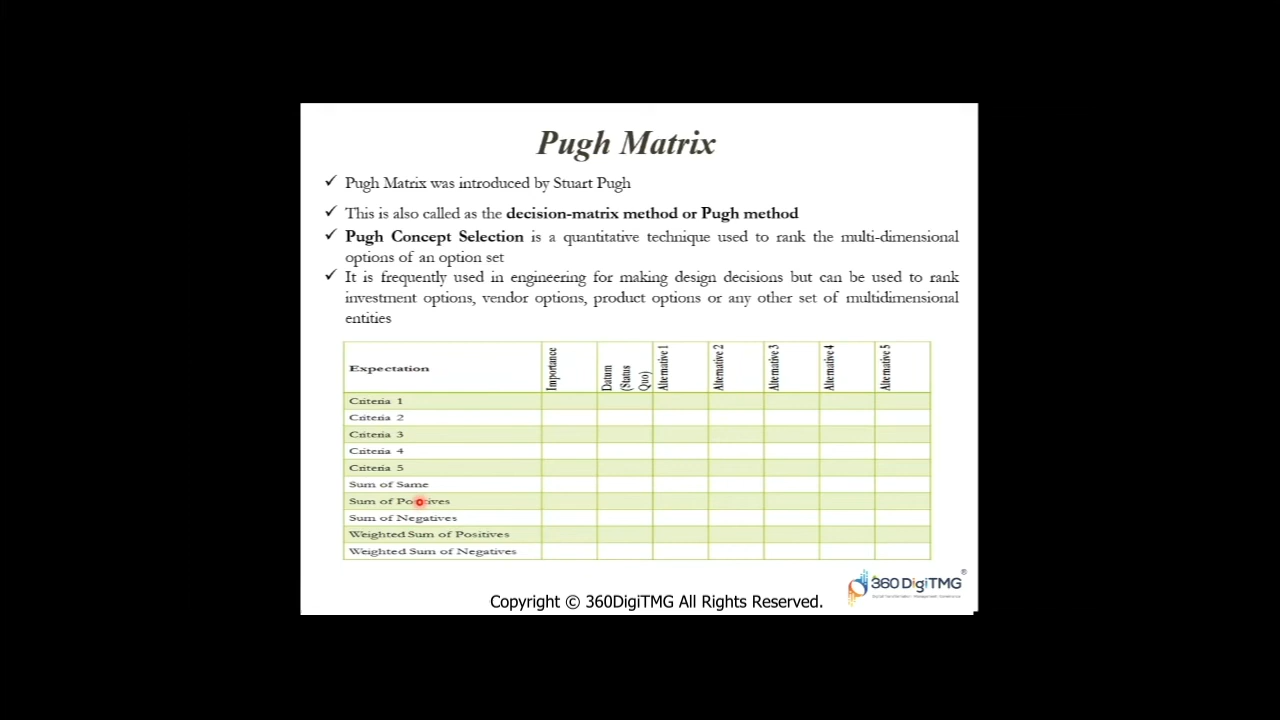 Pugh Matrix
✓ Pugh Matrix was introduced by Stuart Pugh
✓ This is also called as the decision-matrix method or Pugh method
✓ Pugh Concept Selection is a quantitative technique used to rank the multi-dimensional
options of an option set
✓ It is frequently used in engineering for making design decisions but can be used to rank
investment options, vendor options, product options or any other set of multidimensional
entities
Expectation
Importance
Datum
(Status
Quo)
Alternative 1
Alternative 2
Alternative 3
Alternative 4
Alternative 5
Criteria 1
Criteria 2
Criteria 3
Criteria 4
Criteria 5
Sum of Same
Sum of Positives
Sum of Negatives
Weighted Sum of Positives
Weighted Sum of Negatives
360DigiTMG®
Copyright © 360DigiTMG All Rights Reserved.